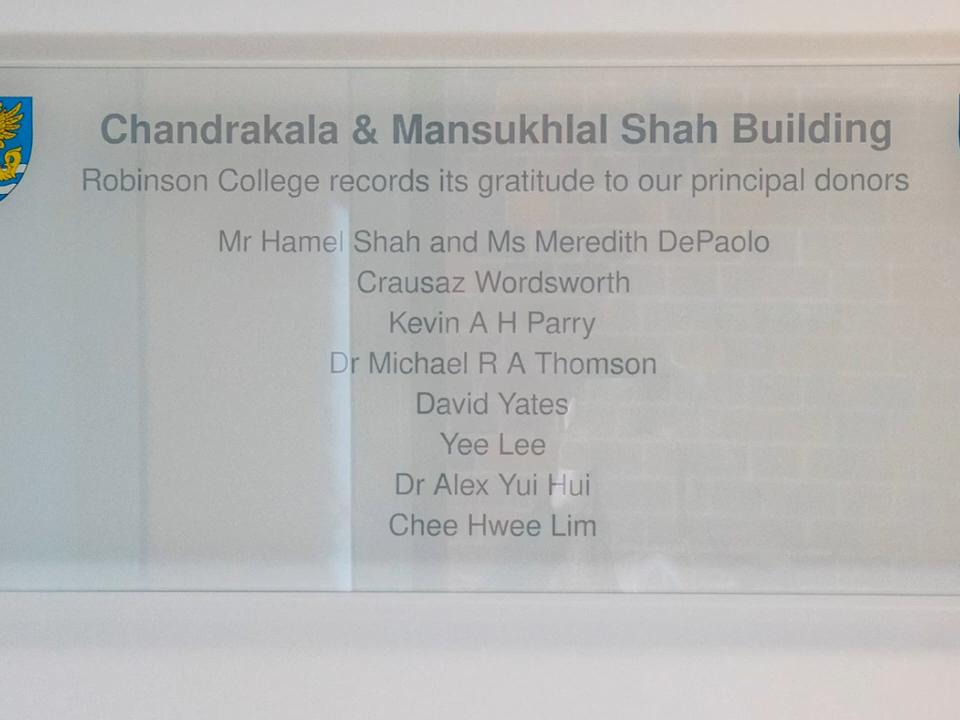 Chandrakala & Mansukhlal Shah Building
Robinson College records its gratitude to our principal donors
Mr Hamel Shah and Ms Meredith DePaolo
Crausaz Wordsworth
Kevin A H Parry
Dr Michael R A Thomson
David Yates
Yee Lee
Dr Alex Yui Hui
Chee Hwee Lim